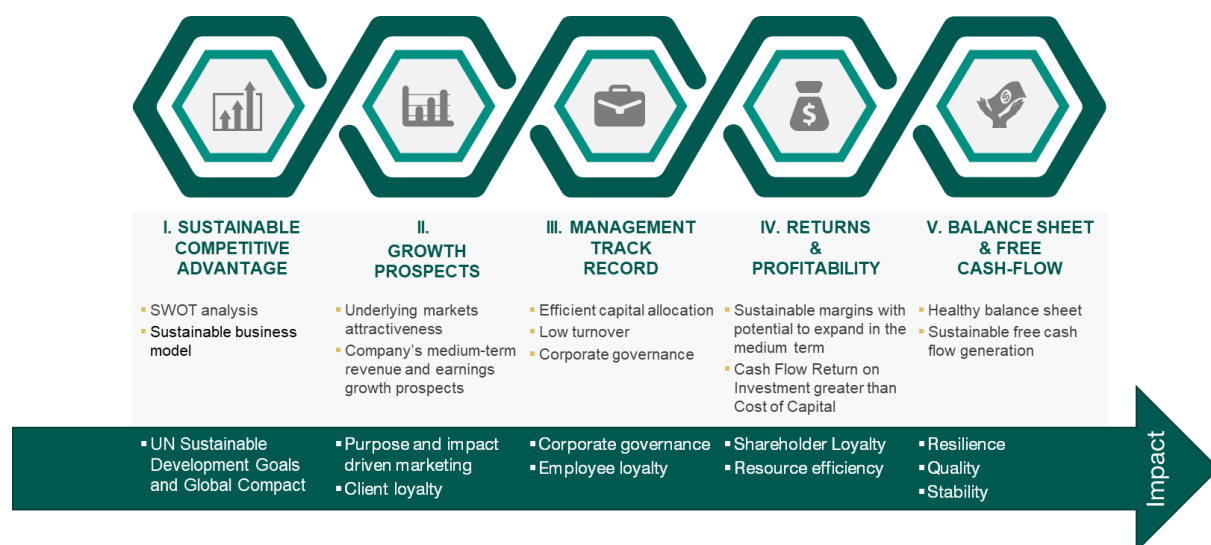 I. SUSTAINABLE
COMPETITIVE
ADVANTAGE
▪ SWOT analysis
▪ Sustainable business
model
II.
GROWTH
PROSPECTS
▪ Underlying markets
attractiveness
▪ Company’s medium-term
revenue and earnings
growth prospects
III. MANAGEMENT
TRACK
RECORD
▪ Efficient capital allocation
▪ Low turnover
▪ Corporate governance
IV. RETURNS
&
PROFITABILITY
▪ Sustainable margins with
potential to expand in the
medium term
▪ Cash Flow Return on
Investment greater than
Cost of Capital
V. BALANCE SHEET
& FREE
CASH-FLOW
▪ Healthy balance sheet
▪ Sustainable free cash
flow generation
▪ UN Sustainable
Development Goals
and Global Compact
▪ Purpose and impact
driven marketing
▪ Client loyalty
▪ Corporate governance
▪ Employee loyalty
▪ Shareholder Loyalty
▪ Resource efficiency
▪ Resilience
▪ Quality
▪ Stability
Impact